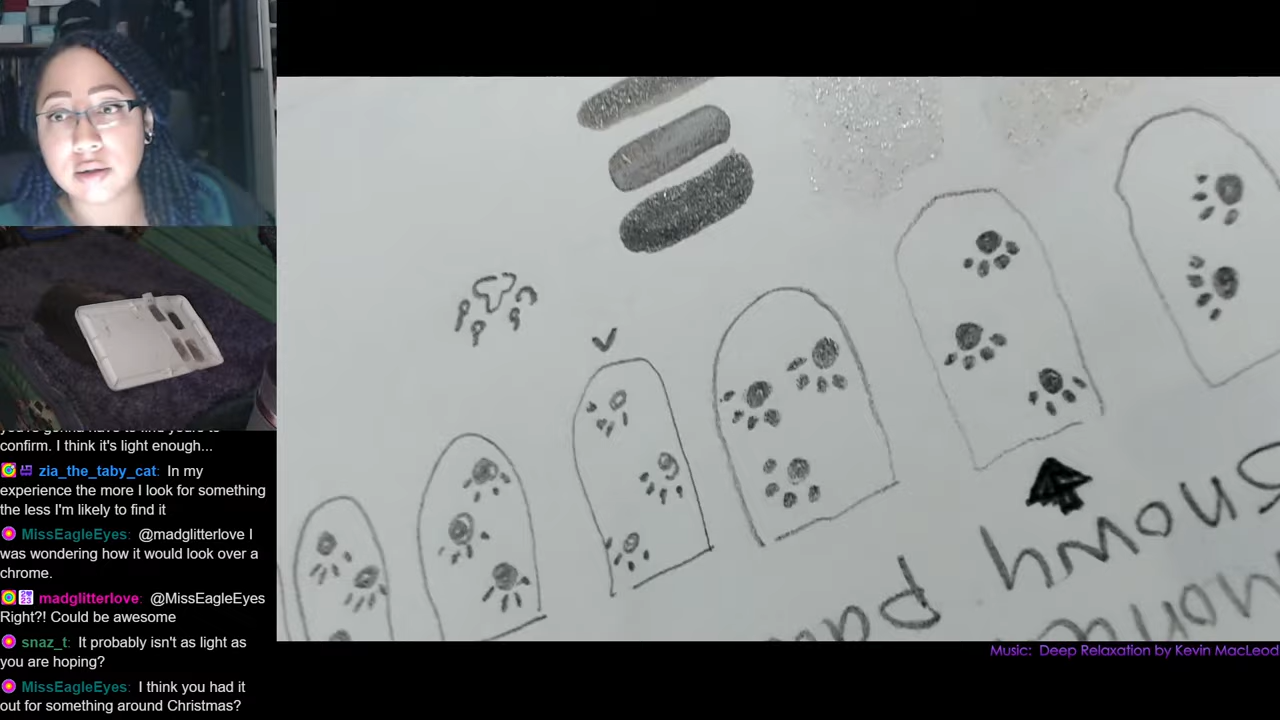 you're gonna have to find yours to
confirm. I think it's light enough...
zia_the_taby_cat: In my
experience the more I look for something
the less I'm likely to find it
MissEagleEyes: @madglitterlove I
was wondering how it would look over a
chrome.
madglitterlove: @MissEagleEyes
Right?! Could be awesome
snaz_t: It probably isn't as light as
you are hoping?
MissEagleEyes: I think you had it
out for something around Christmas?
Snowy
Music: Deep Relaxation by Kevin MacLeod